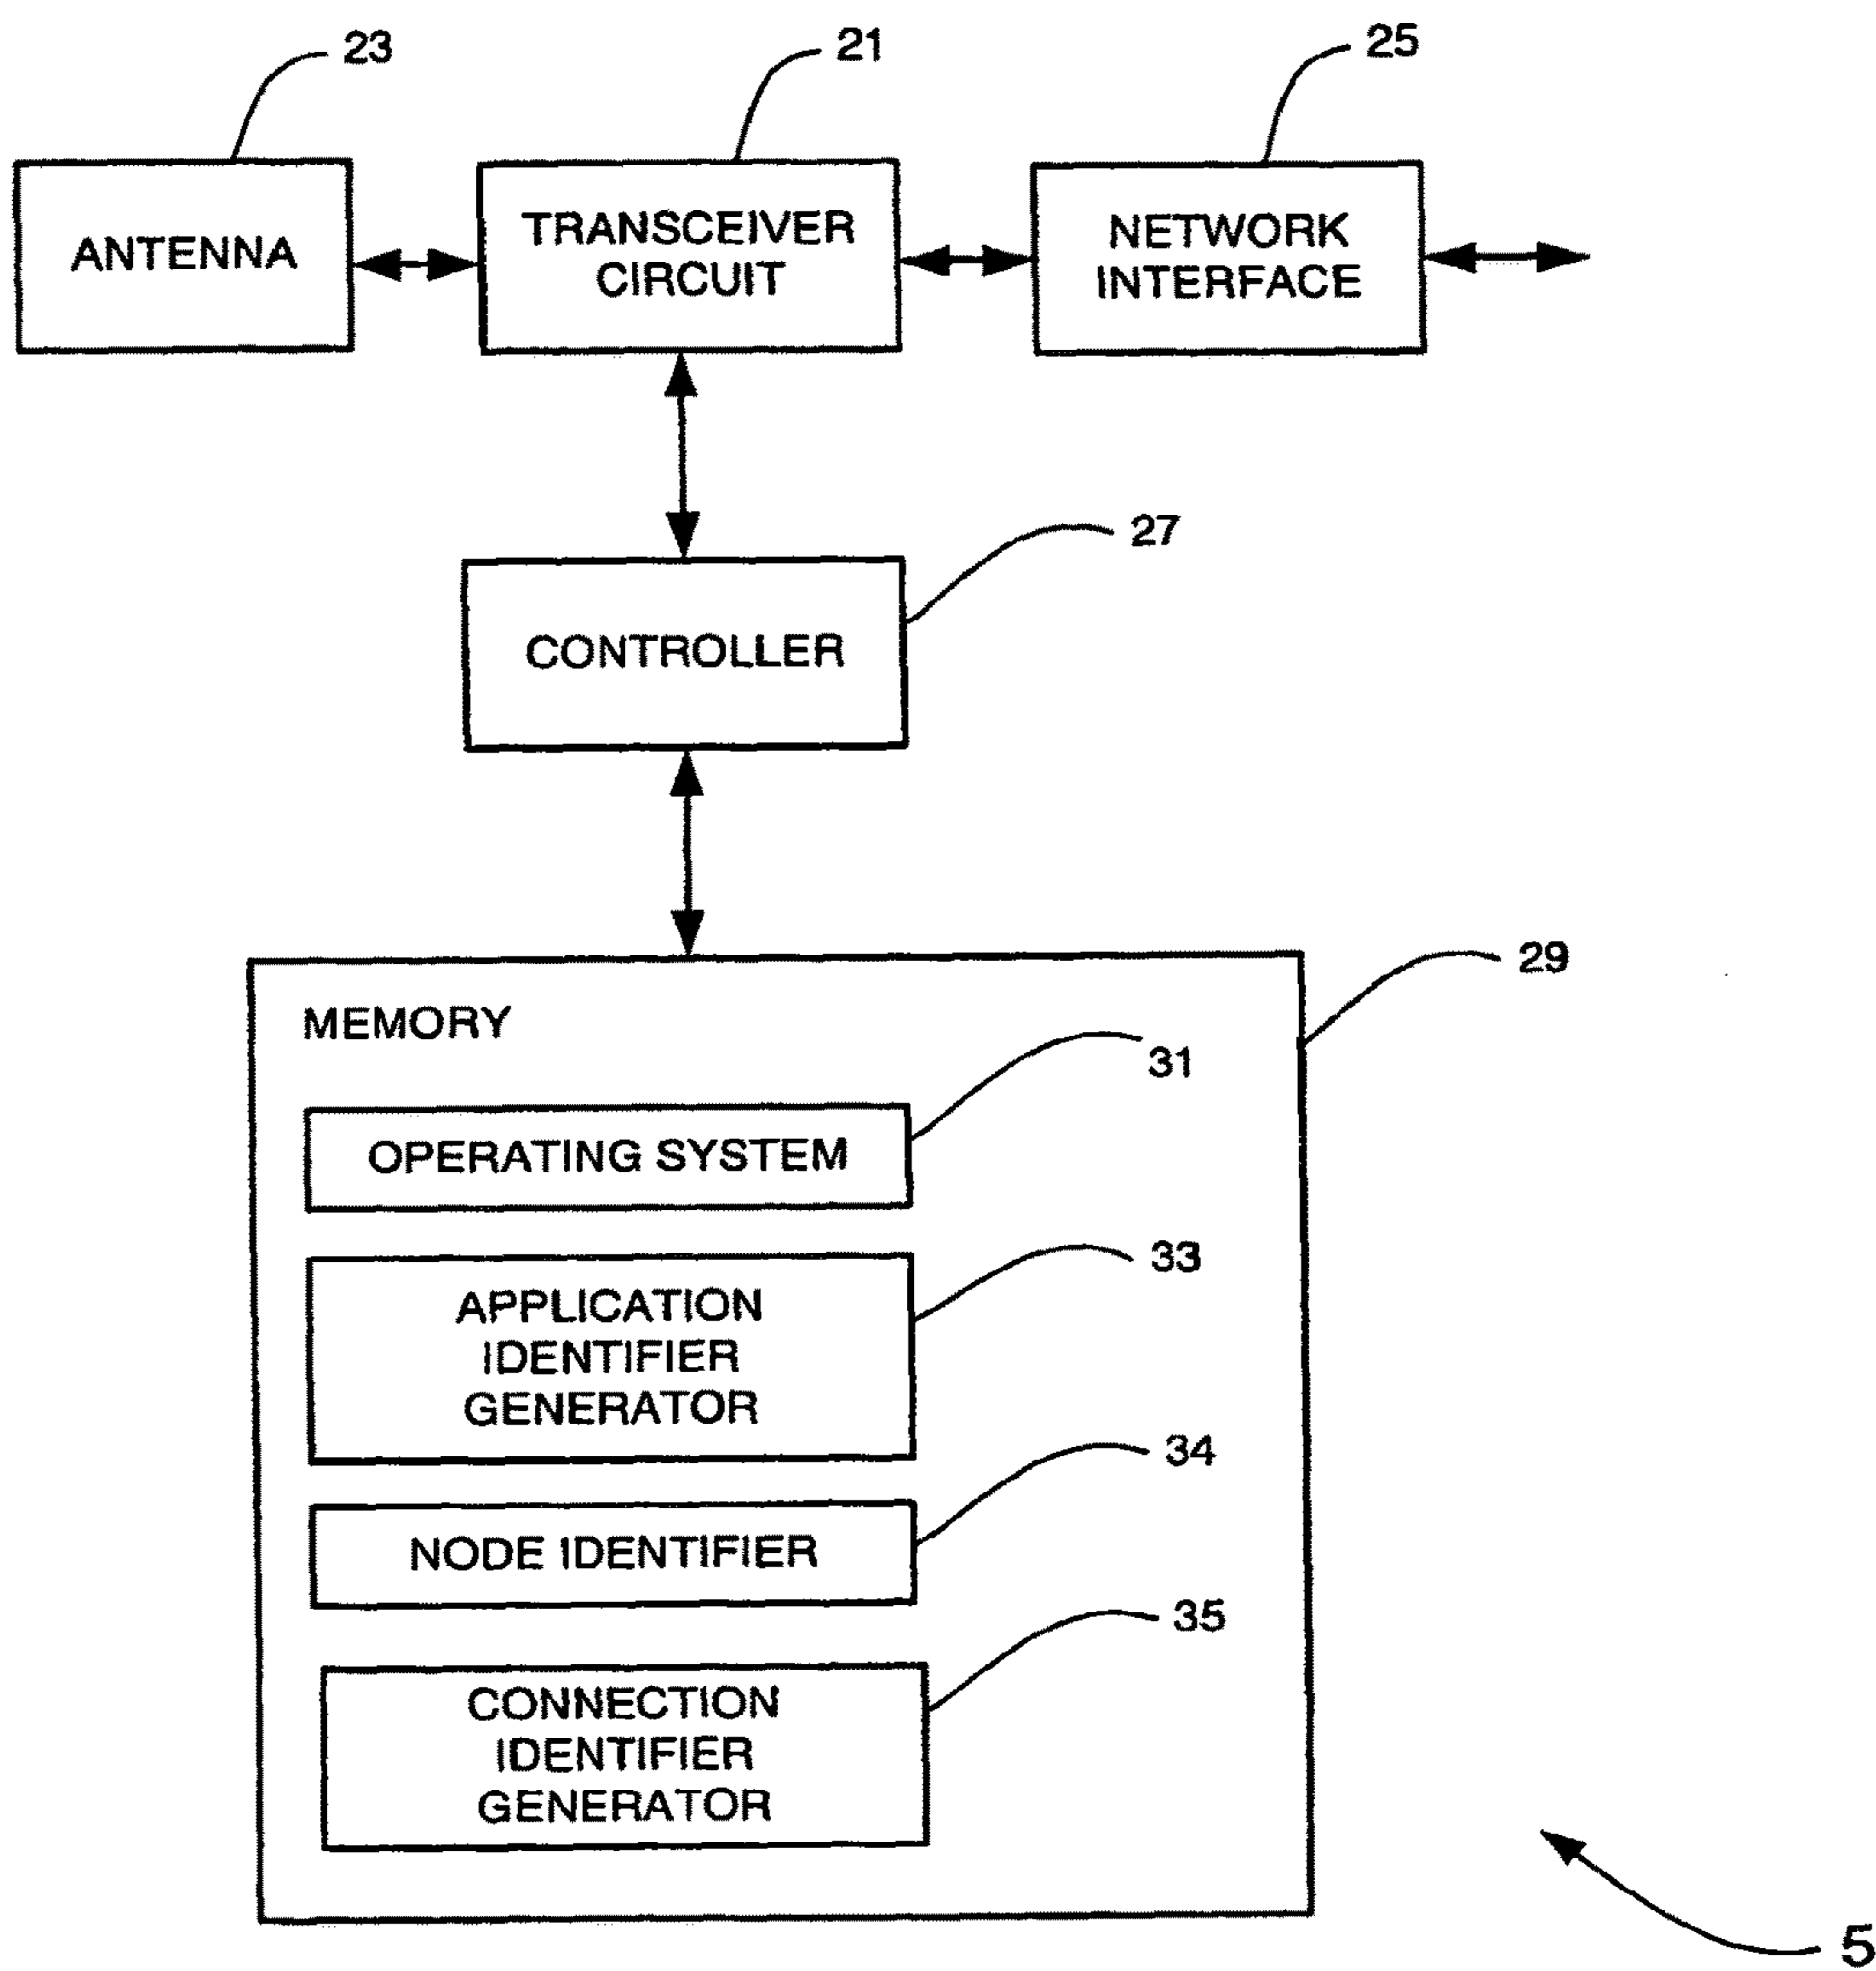 23
21
25
ANTENNA
TRANSCEIVER
CIRCUIT
NETWORK
INTERFACE
27
CONTROLLER
29
MEMORY
31
OPERATING SYSTEM
33
APPLICATION
IDENTIFIER
GENERATOR
34
NODE IDENTIFIER
35
CONNECTION
IDENTIFIER
GENERATOR
5